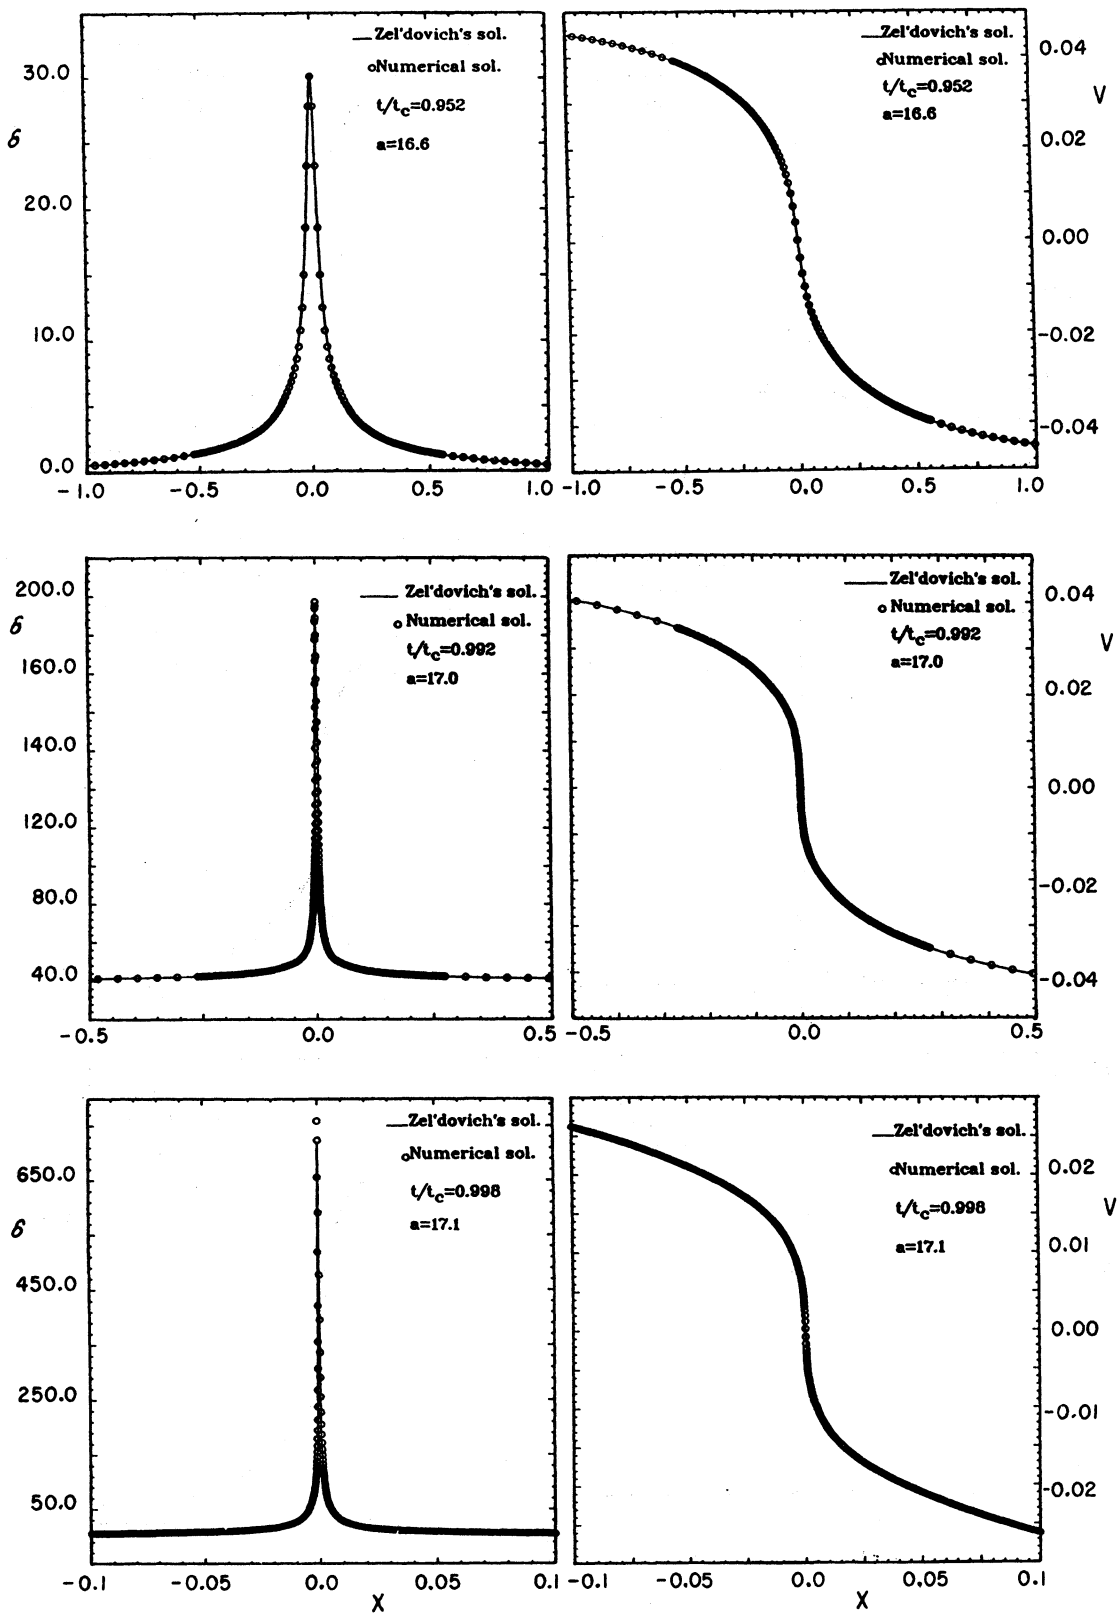 — Zel'dovich's sol.
oNumerical sol.
t/tc=0.952
a=16.6
δ
30.0
20.0
10.0
0.0
-1.0 -0.5 0.0 0.5 1.0
— Zel'dovich's sol.
oNumerical sol.
t/tc=0.952
a=16.6
V
0.04
0.02
0.00
-0.02
-0.04
-1.0 -0.5 0.0 0.5 1.0
— Zel'dovich's sol.
o Numerical sol.
t/tc=0.992
a=17.0
δ
200.0
160.0
140.0
120.0
80.0
40.0
-0.5 0.0 0.5
— Zel'dovich's sol.
o Numerical sol.
t/tc=0.992
a=17.0
V
0.04
0.02
0.00
-0.02
-0.04
-0.5 0.0 0.5
— Zel'dovich's sol.
oNumerical sol.
t/tc=0.998
a=17.1
δ
650.0
450.0
250.0
50.0
-0.1 -0.05 0.0 0.05 0.1
X
— Zel'dovich's sol.
oNumerical sol.
t/tc=0.998
a=17.1
V
0.02
0.01
0.00
-0.01
-0.02
-0.1 -0.05 0.0 0.05 0.1
X